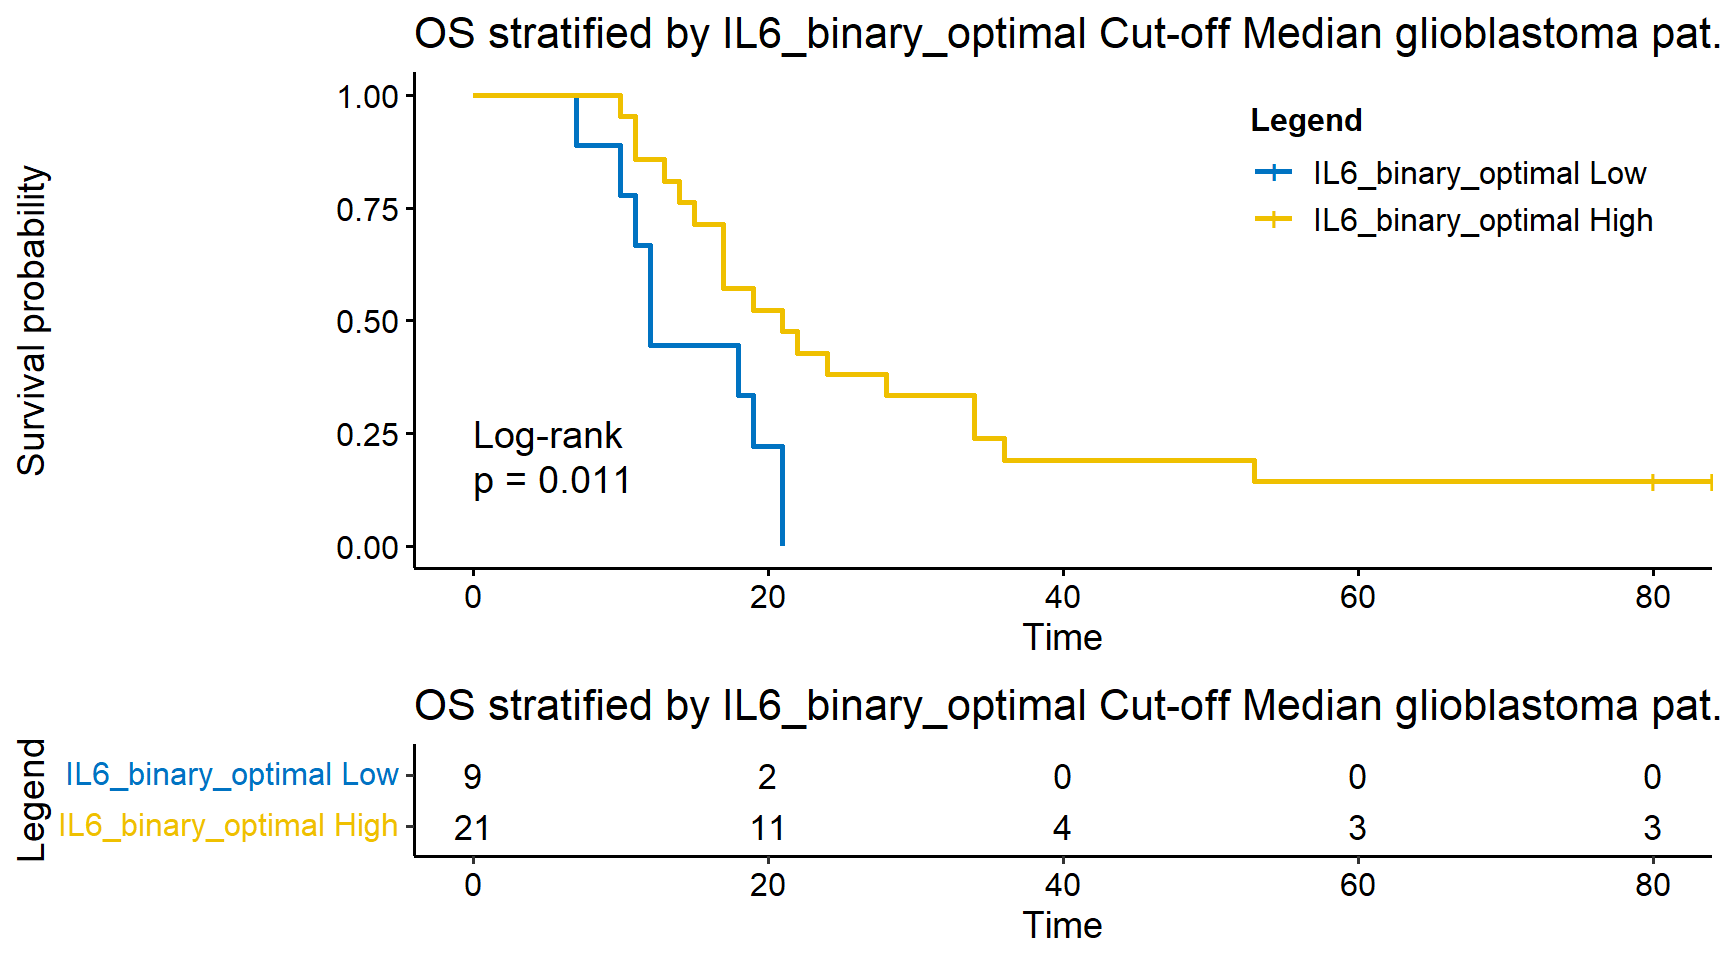 OS stratified by IL6_binary_optimal Cut-off Median glioblastoma pat.
Survival probability
1.00
0.75
0.50
0.25
0.00
Legend
IL6_binary_optimal Low
IL6_binary_optimal High
Log-rank
p = 0.011
0 20 40 60 80
Time
OS stratified by IL6_binary_optimal Cut-off Median glioblastoma pat.
Legend
IL6_binary_optimal Low 9 2 0 0 0
IL6_binary_optimal High 21 11 4 3 3
0 20 40 60 80
Time